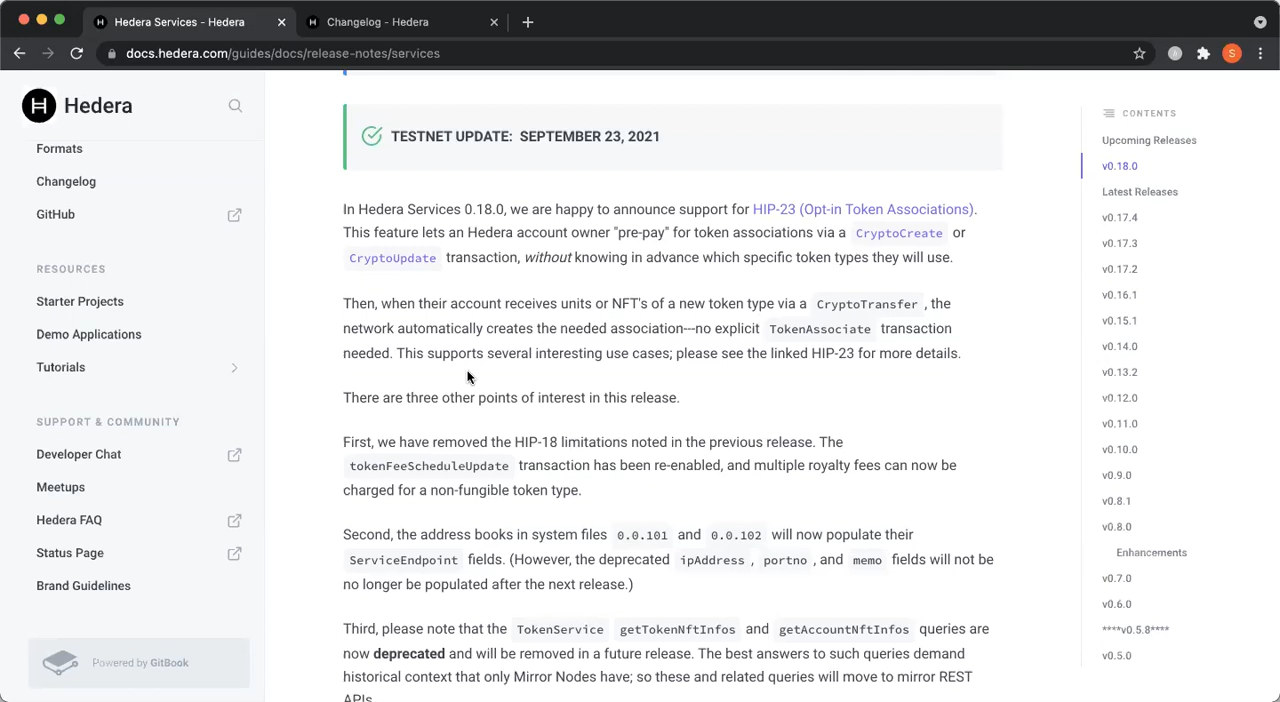 Hedera Services - Hedera
Changelog - Hedera
docs.hedera.com/guides/docs/release-notes/services
S
Hedera
Formats
Changelog
GitHub
RESOURCES
Starter Projects
Demo Applications
Tutorials
SUPPORT & COMMUNITY
Developer Chat
Meetups
Hedera FAQ
Status Page
Brand Guidelines
Powered by GitBook
TESTNET UPDATE: SEPTEMBER 23, 2021
In Hedera Services 0.18.0, we are happy to announce support for HIP-23 (Opt-in Token Associations).
This feature lets an Hedera account owner "pre-pay" for token associations via a CryptoCreate or
CryptoUpdate transaction, without knowing in advance which specific token types they will use.
Then, when their account receives units or NFT's of a new token type via a CryptoTransfer , the
network automatically creates the needed association---no explicit TokenAssociate transaction
needed. This supports several interesting use cases; please see the linked HIP-23 for more details.
There are three other points of interest in this release.
First, we have removed the HIP-18 limitations noted in the previous release. The
tokenFeeScheduleUpdate transaction has been re-enabled, and multiple royalty fees can now be
charged for a non-fungible token type.
Second, the address books in system files 0.0.101 and 0.0.102 will now populate their
ServiceEndpoint fields. (However, the deprecated ipAddress , portno , and memo fields will not be
no longer be populated after the next release.)
Third, please note that the TokenService getTokenNftInfos and getAccountNftInfos queries are
now deprecated and will be removed in a future release. The best answers to such queries demand
historical context that only Mirror Nodes have; so these and related queries will move to mirror REST
APIs.
CONTENTS
Upcoming Releases
v0.18.0
Latest Releases
v0.17.4
v0.17.3
v0.17.2
v0.16.1
v0.15.1
v0.14.0
v0.13.2
v0.12.0
v0.11.0
v0.10.0
v0.9.0
v0.8.1
v0.8.0
Enhancements
v0.7.0
v0.6.0
****v0.5.8****
v0.5.0